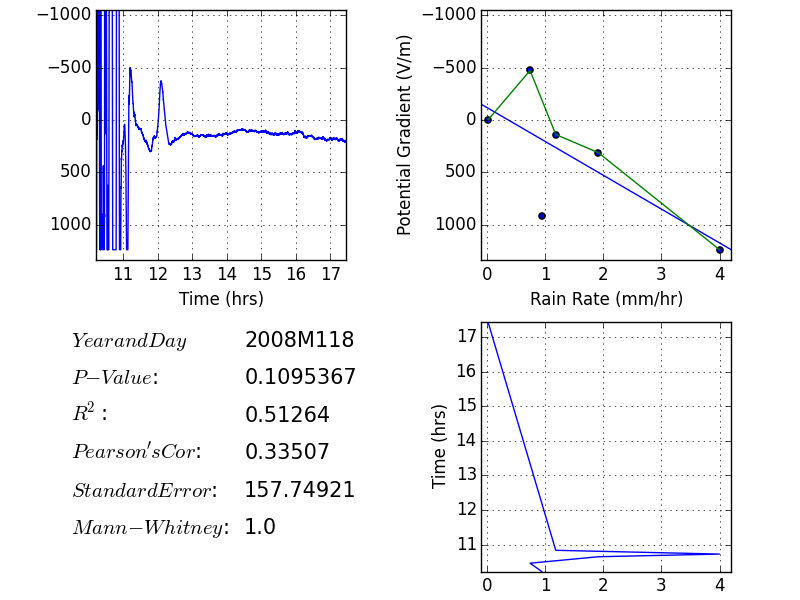 −1000
−500
0
500
1000
11 12 13 14 15 16 17
Time (hrs)
Potential Gradient (V/m)
−1000
−500
0
500
1000
0 1 2 3 4
Rain Rate (mm/hr)
YearandDay 2008M118
P−Value: 0.1095367
R²: 0.51264
Pearson'sCor: 0.33507
StandardError: 157.74921
Mann−Whitney: 1.0
Time (hrs)
17
16
15
14
13
12
11
0 1 2 3 4